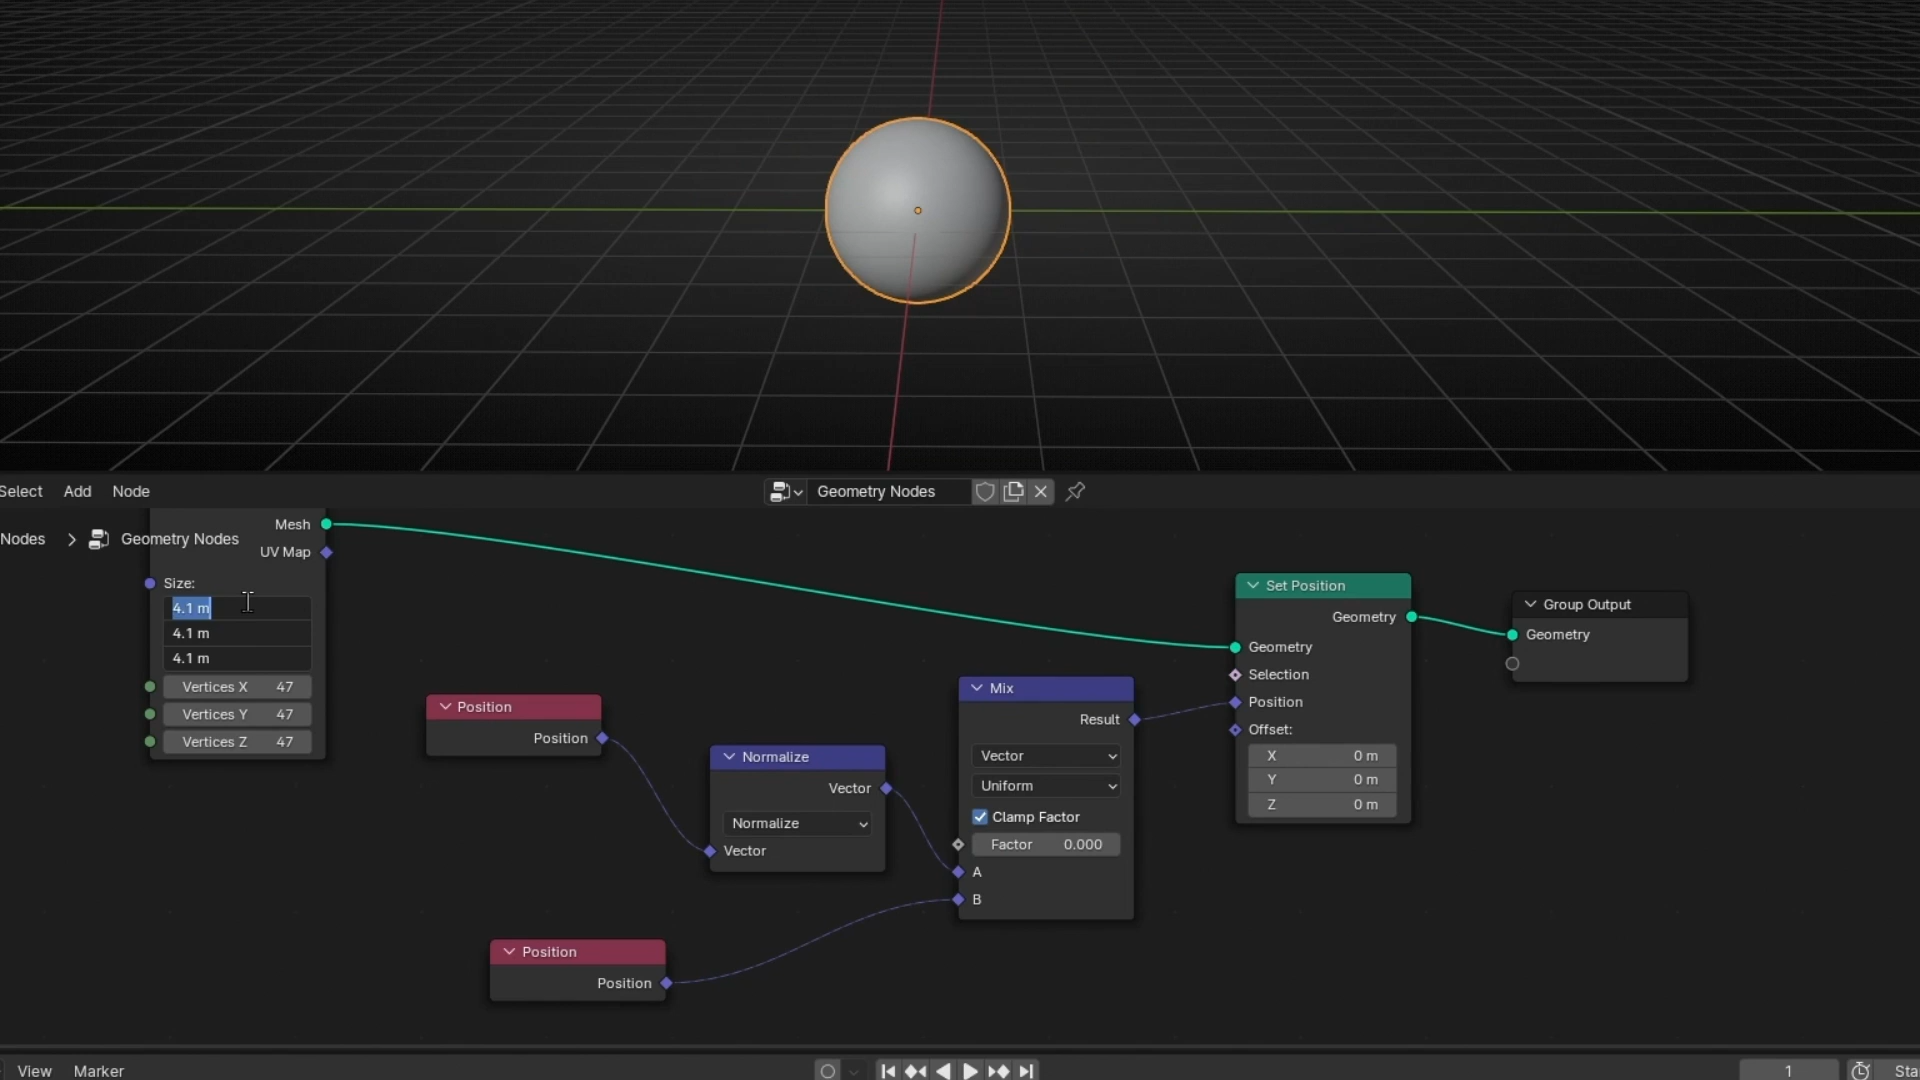 Select Add Node
Geometry Nodes
Nodes > Geometry Nodes
Mesh
UV Map
Size:
4.1 m
4.1 m
4.1 m
Vertices X 47
Vertices Y 47
Vertices Z 47
Position
Position
Normalize
Vector
Normalize
Vector
Position
Position
Mix
Result
Vector
Uniform
Clamp Factor
Factor 0.000
A
B
Set Position
Geometry
Geometry
Selection
Position
Offset:
X 0 m
Y 0 m
Z 0 m
Group Output
Geometry
View Marker
1
Sta